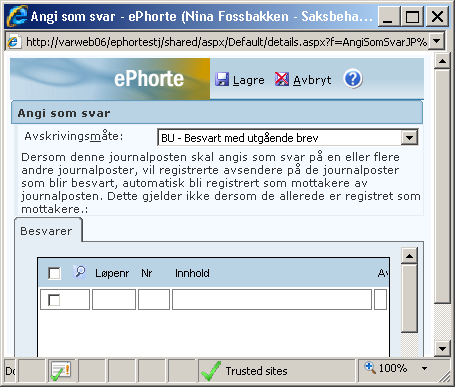 Angi som svar - ePhorte (Nina Fossbakken - Saksbeha...
http://varweb06/ephortestj/shared/aspx/Default/details.aspx?f=AngiSomSvarJP%
ePhorte
Lagre
Avbryt
?
Angi som svar
Avskrivingsmåte:
BU - Besvart med utgående brev
Dersom denne journalposten skal angis som svar på en eller flere
andre journalposter, vil registrerte avsendere på de journalposter
som blir besvart, automatisk bli registrert som mottakere av
journalposten. Dette gjelder ikke dersom de allerede er registret som
mottakere.:
Besvarer
Løpenr Nr Innhold Av
Trusted sites
100%